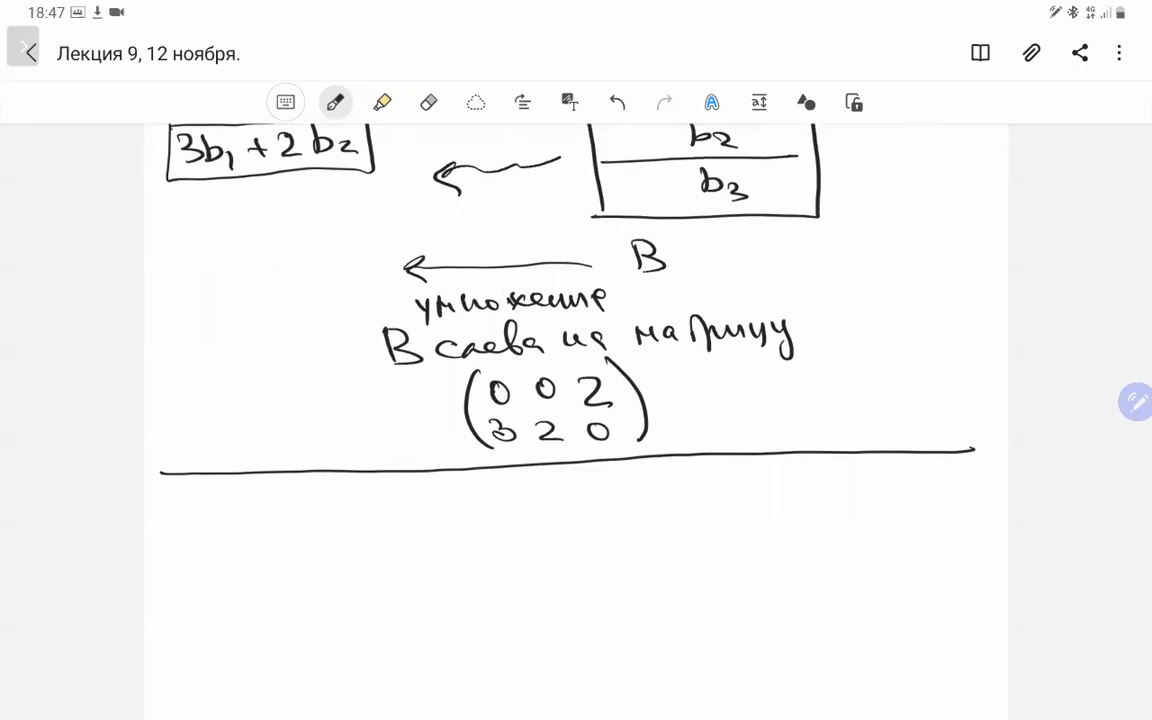 18:47
4G
Лекция 9, 12 ноября.
3b₁ + 2b₂
b₂
b₃
B
умножение
B слева на матрицу
0 0 2
3 2 0